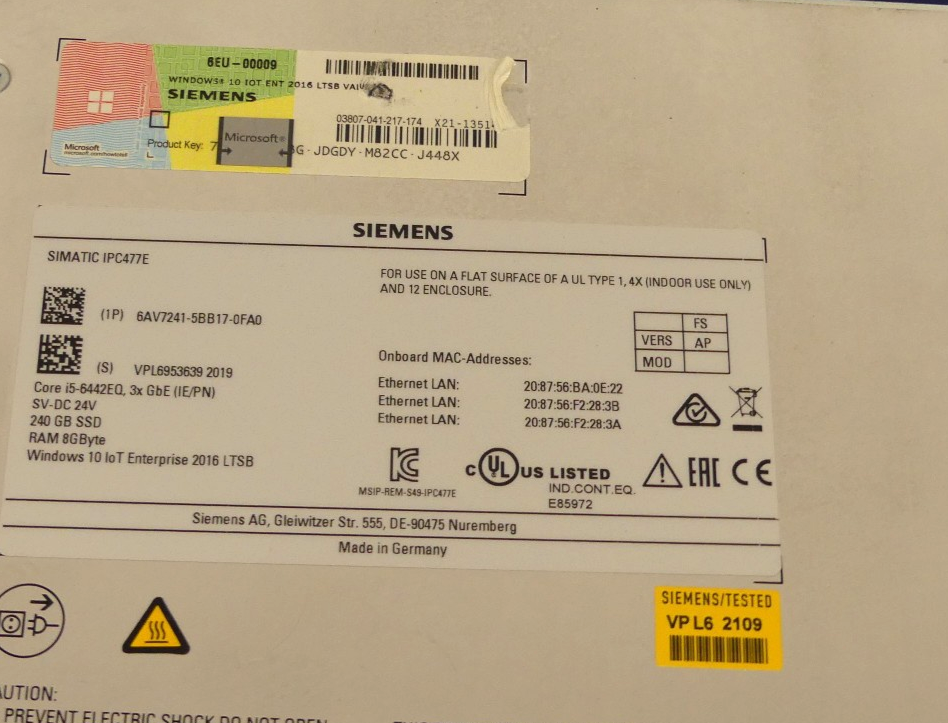 6EU-00009
WINDOWS® 10 IOT ENT 2016 LTSB
SIEMENS
03807-041-217-174 X21-1351
Microsoft®
Product Key: 7
G-JDGDY-M82CC-J448X
Microsoft
SIEMENS
SIMATIC IPC477E
FOR USE ON A FLAT SURFACE OF A UL TYPE 1, 4X (INDOOR USE ONLY)
AND 12 ENCLOSURE.
(1P) 6AV7241-5BB17-0FA0
FS
VERS AP
MOD
(S) VPL6953639 2019
Core i5-6442EQ, 3x GbE (IE/PN)
SV-DC 24V
240 GB SSD
RAM 8GByte
Windows 10 IoT Enterprise 2016 LTSB
Onboard MAC-Addresses:
Ethernet LAN: 20:87:56:BA:0E:22
Ethernet LAN: 20:87:56:F2:28:3B
Ethernet LAN: 20:87:56:F2:28:3A
MSIP-REM-S49-IPC477E
C UL US LISTED
IND.CONT.EQ.
E85972
EAC CE
Siemens AG, Gleiwitzer Str. 555, DE-90475 Nuremberg
Made in Germany
SIEMENS/TESTED
VP L6 2109
CAUTION:
PREVENT ELECTRIC SHOCK DO NOT OPEN